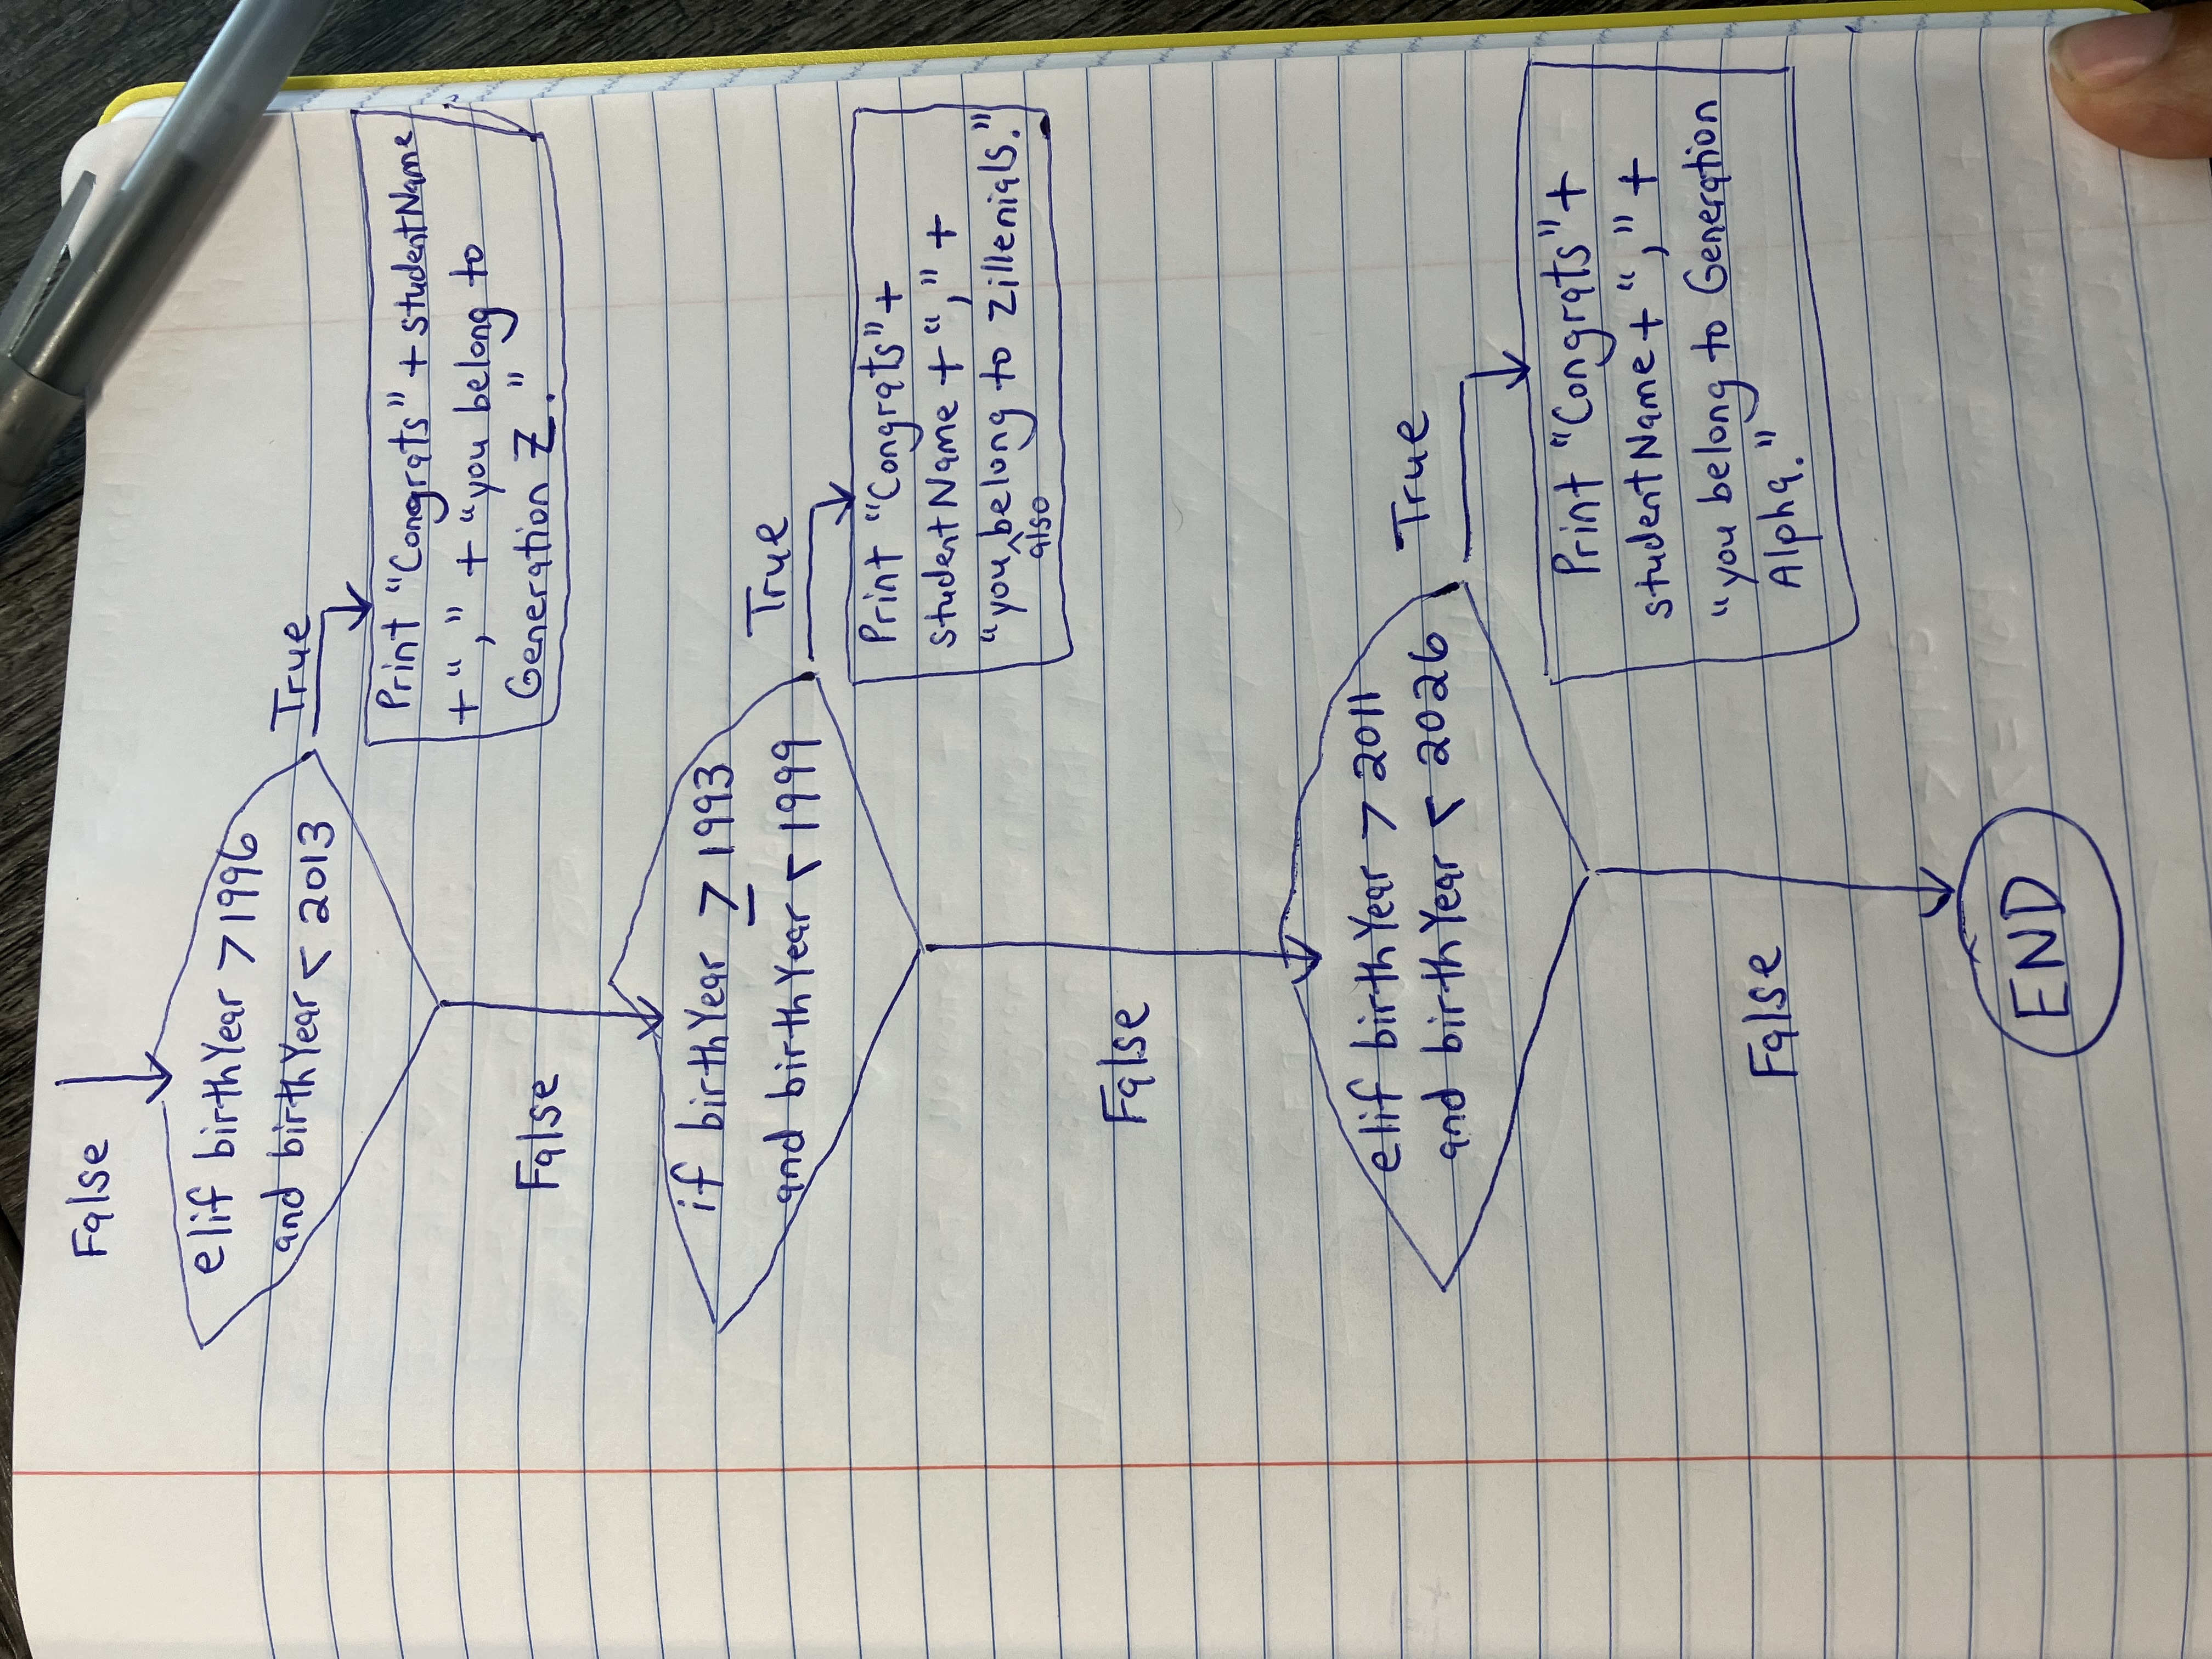 False
elif birthYear > 1996
and birthYear < 2013
True
Print "Congrats" + studentName
+ "," + "you belong to
Generation Z."
False
if birthYear ≥ 1993
and birthYear < 1999
True
Print "Congrats" +
studentName + "," +
"you belong to Zillenials."
also
False
elif birthYear > 2011
and birthYear < 2026
True
Print "Congrats" +
studentName + "," +
"you belong to Generation
Alpha."
False
END